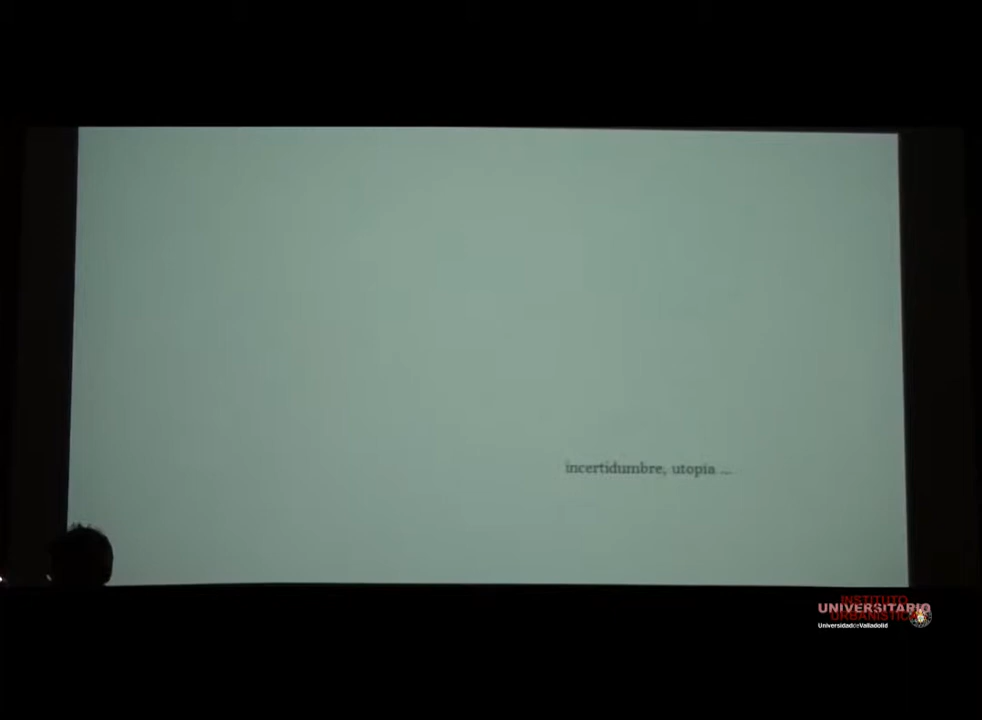 incertidumbre, utopia ...
INSTITUTO
UNIVERSITARIO
URBANÍSTICA
UniversidaddeValladolid